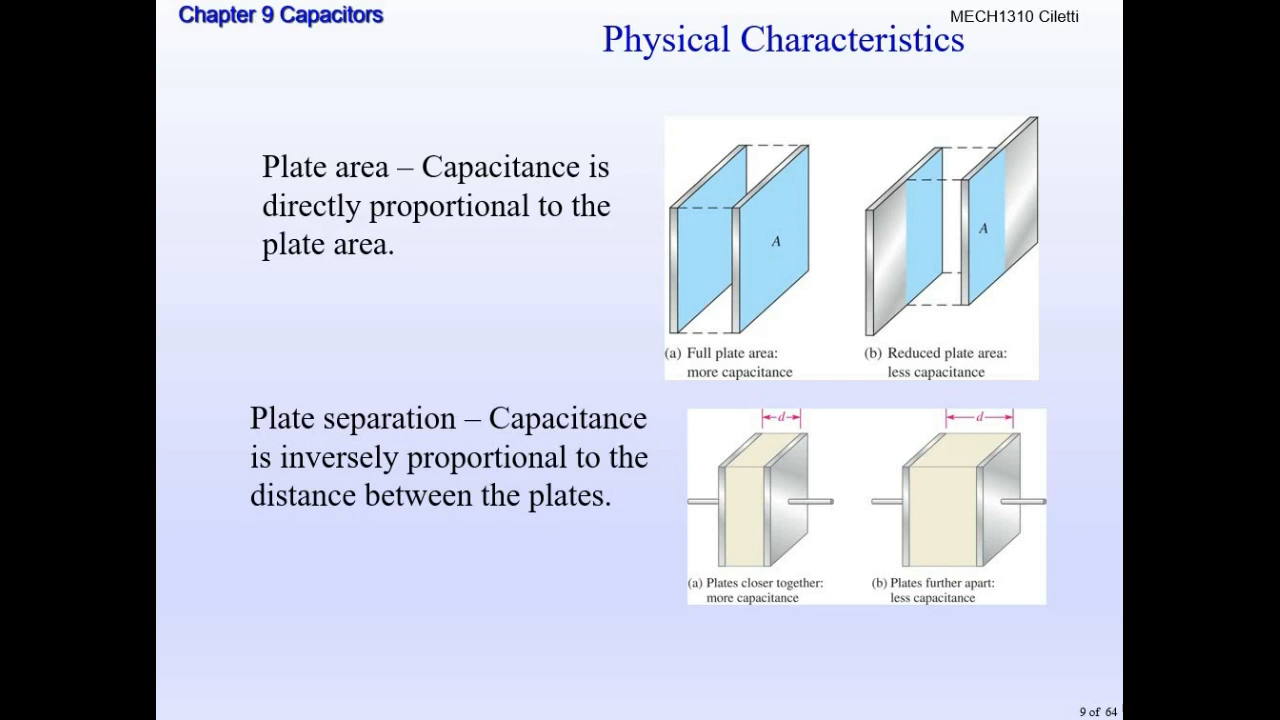 Chapter 9 Capacitors
MECH1310 Ciletti
Physical Characteristics
Plate area – Capacitance is
directly proportional to the
plate area.
A
A
(a) Full plate area:
more capacitance
(b) Reduced plate area:
less capacitance
Plate separation – Capacitance
is inversely proportional to the
distance between the plates.
d
d
(a) Plates closer together:
more capacitance
(b) Plates further apart:
less capacitance
9 of 64